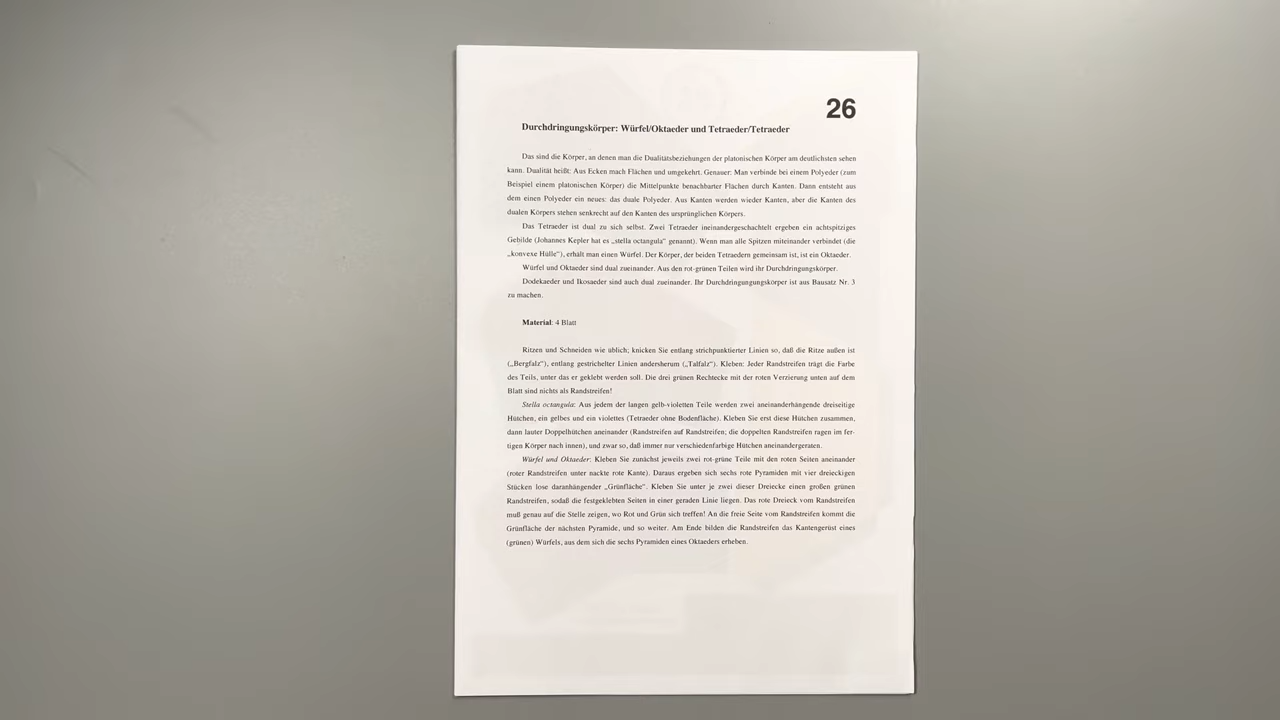 26
Durchdringungskörper: Würfel/Oktaeder und Tetraeder/Tetraeder
Das sind die Körper, an denen man die Dualitätsbeziehungen der platonischen Körper am deutlichsten sehen
kann. Dualität heißt: Aus Ecken mach Flächen und umgekehrt. Genauer: Man verbinde bei einem Polyeder (zum
Beispiel einem platonischen Körper) die Mittelpunkte benachbarter Flächen durch Kanten. Dann entsteht aus
dem einen Polyeder ein neues: das duale Polyeder. Aus Kanten werden wieder Kanten, aber die Kanten des
dualen Körpers stehen senkrecht auf den Kanten des ursprünglichen Körpers.
Das Tetraeder ist dual zu sich selbst. Zwei Tetraeder ineinandergeschachtelt ergeben ein achtspitziges
Gebilde (Johannes Kepler hat es „stella octangula“ genannt). Wenn man alle Spitzen miteinander verbindet (die
„konvexe Hülle“), erhält man einen Würfel. Der Körper, der beiden Tetraedern gemeinsam ist, ist ein Oktaeder.
Würfel und Oktaeder sind dual zueinander. Aus den rot-grünen Teilen wird ihr Durchdringungskörper.
Dodekaeder und Ikosaeder sind auch dual zueinander. Ihr Durchdringungungskörper ist aus Bausatz Nr. 3
zu machen.
Material: 4 Blatt
Ritzen und Schneiden wie üblich; knicken Sie entlang strichpunktierter Linien so, daß die Ritze außen ist
(„Bergfalz“), entlang gestrichelter Linien andersherum („Talfalz“). Kleben: Jeder Randstreifen trägt die Farbe
des Teils, unter das er geklebt werden soll. Die drei grünen Rechtecke mit der roten Verzierung unten auf dem
Blatt sind nichts als Randstreifen!
Stella octangula: Aus jedem der langen gelb-violetten Teile werden zwei aneinanderhängende dreiseitige
Hütchen, ein gelbes und ein violettes (Tetraeder ohne Bodenfläche). Kleben Sie erst diese Hütchen zusammen,
dann lauter Doppelhütchen aneinander (Randstreifen auf Randstreifen; die doppelten Randstreifen ragen im fer-
tigen Körper nach innen), und zwar so, daß immer nur verschiedenfarbige Hütchen aneinandergeraten.
Würfel und Oktaeder: Kleben Sie zunächst jeweils zwei rot-grüne Teile mit den roten Seiten aneinander
(roter Randstreifen unter nackte rote Kante). Daraus ergeben sich sechs rote Pyramiden mit vier dreieckigen
Stücken lose daranhängender „Grünfläche“. Kleben Sie unter je zwei dieser Dreiecke einen großen grünen
Randstreifen, sodaß die festgeklebten Seiten in einer geraden Linie liegen. Das rote Dreieck vom Randstreifen
muß genau auf die Stelle zeigen, wo Rot und Grün sich treffen! An die freie Seite vom Randstreifen kommt die
Grünfläche der nächsten Pyramide, und so weiter. Am Ende bilden die Randstreifen das Kantengerüst eines
(grünen) Würfels, aus dem sich die sechs Pyramiden eines Oktaeders erheben.